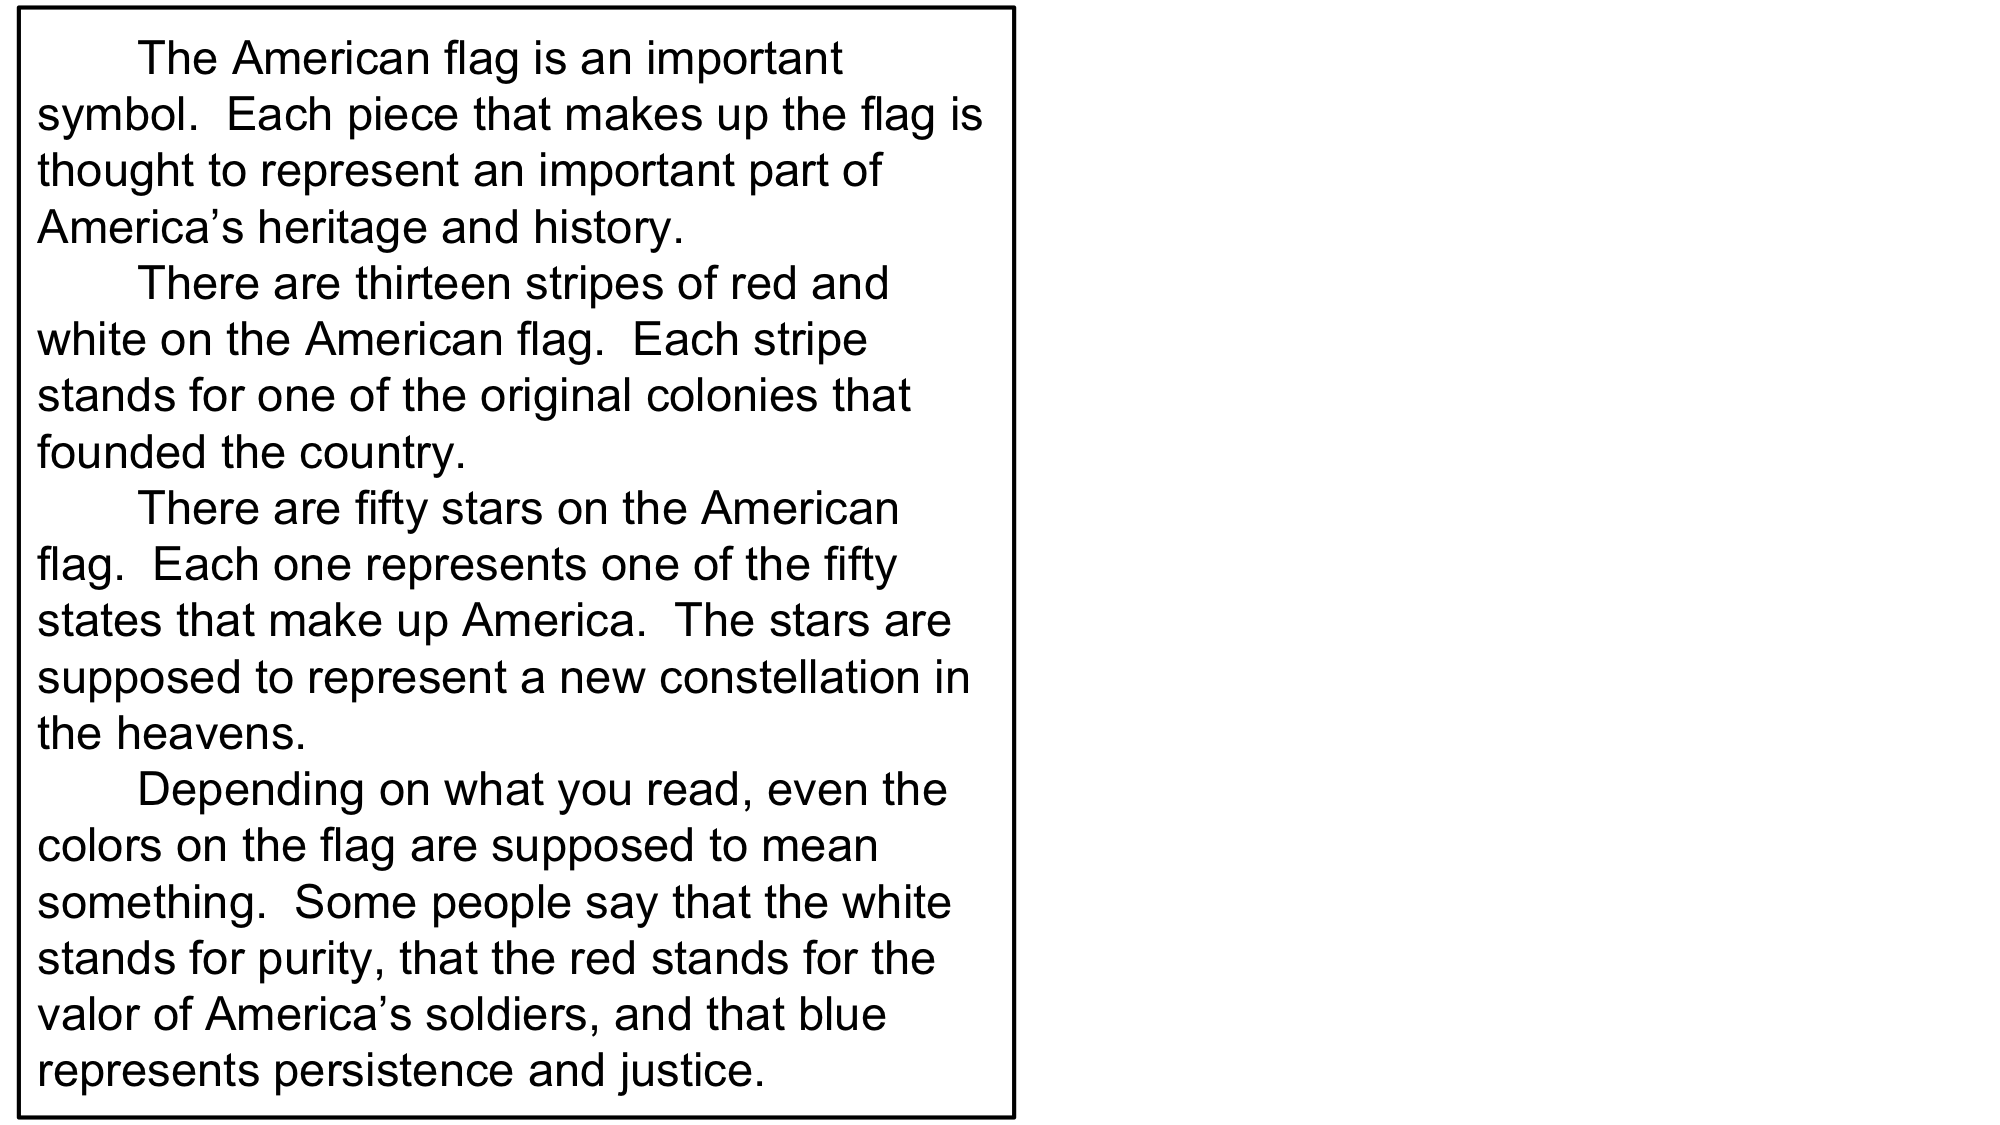 The American flag is an important
symbol.  Each piece that makes up the flag is
thought to represent an important part of
America’s heritage and history.
There are thirteen stripes of red and
white on the American flag.  Each stripe
stands for one of the original colonies that
founded the country.
There are fifty stars on the American
flag.  Each one represents one of the fifty
states that make up America.  The stars are
supposed to represent a new constellation in
the heavens.
Depending on what you read, even the
colors on the flag are supposed to mean
something.  Some people say that the white
stands for purity, that the red stands for the
valor of America’s soldiers, and that blue
represents persistence and justice.